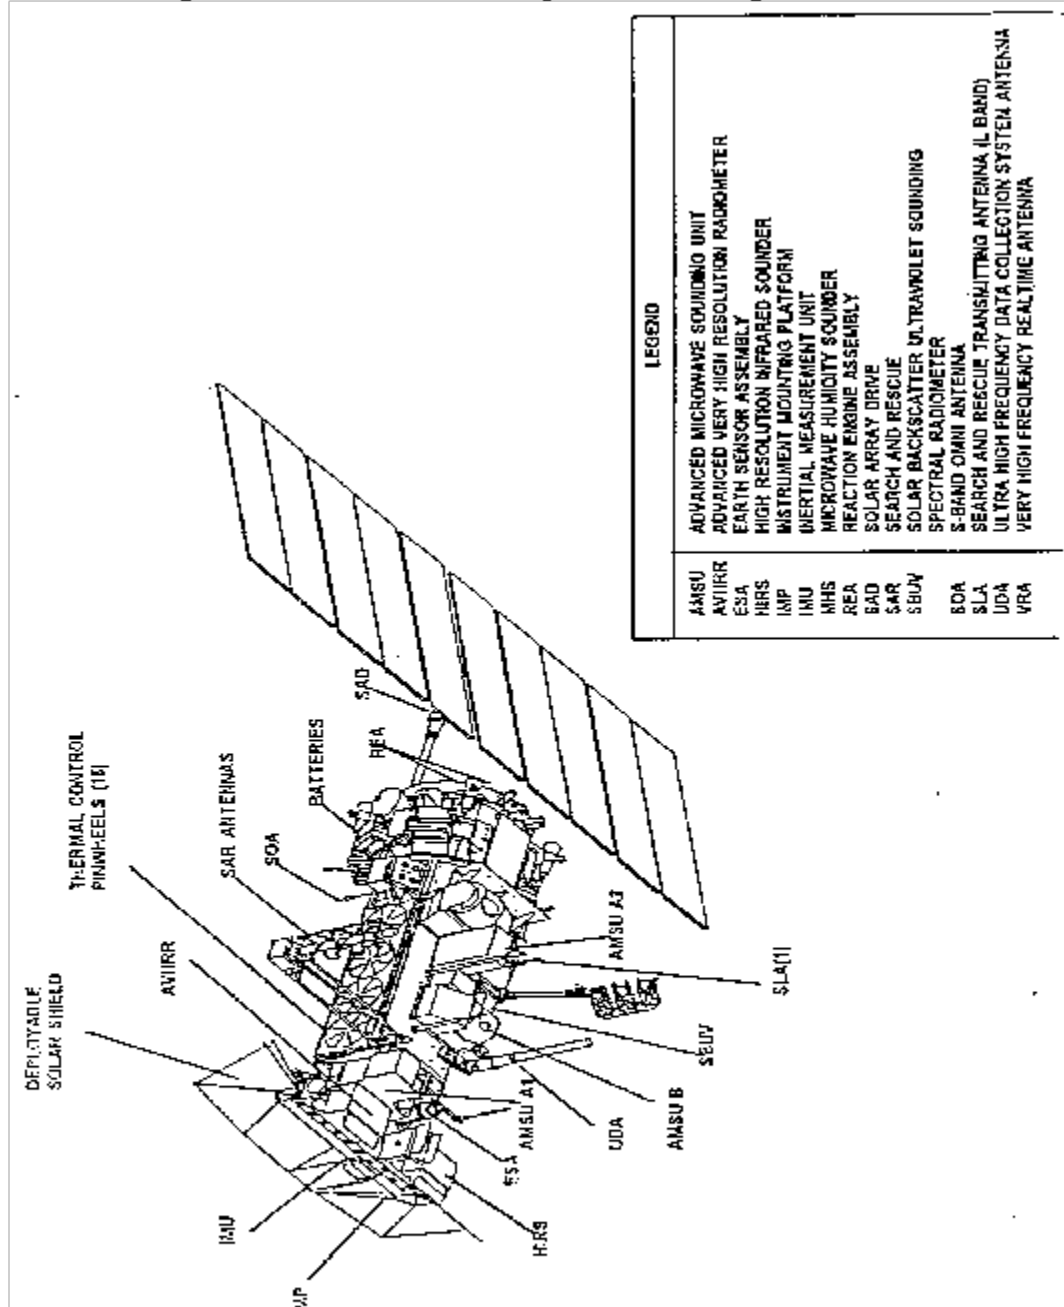 LEGEND
AMSU ADVANCED MICROWAVE SOUNDING UNIT
AVHRR ADVANCED VERY HIGH RESOLUTION RADIOMETER
ESA EARTH SENSOR ASSEMBLY
HIRS HIGH RESOLUTION INFRARED SOUNDER
IMP INSTRUMENT MOUNTING PLATFORM
IMU INERTIAL MEASUREMENT UNIT
MHS MICROWAVE HUMIDITY SOUNDER
REA REACTION ENGINE ASSEMBLY
SAD SOLAR ARRAY DRIVE
SAR SEARCH AND RESCUE
SBUV SOLAR BACKSCATTER ULTRAVIOLET SOUNDING
SPECTRAL RADIOMETER
SOA S-BAND OMNI ANTENNA
SLA SEARCH AND RESCUE TRANSMITTING ANTENNA (L BAND)
UDA ULTRA HIGH FREQUENCY DATA COLLECTION SYSTEM ANTENNA
VRA VERY HIGH FREQUENCY REALTIME ANTENNA
DEPLOYABLE
SOLAR SHIELD
AVHRR
THERMAL CONTROL
PINWHEELS (16)
SAR ANTENNAS
SOA
BATTERIES
REA
SAD
IMU
HIRS
ESA
AMSU A1
UDA
AMSU B
SBUV
SLA(1)
AMSU A2